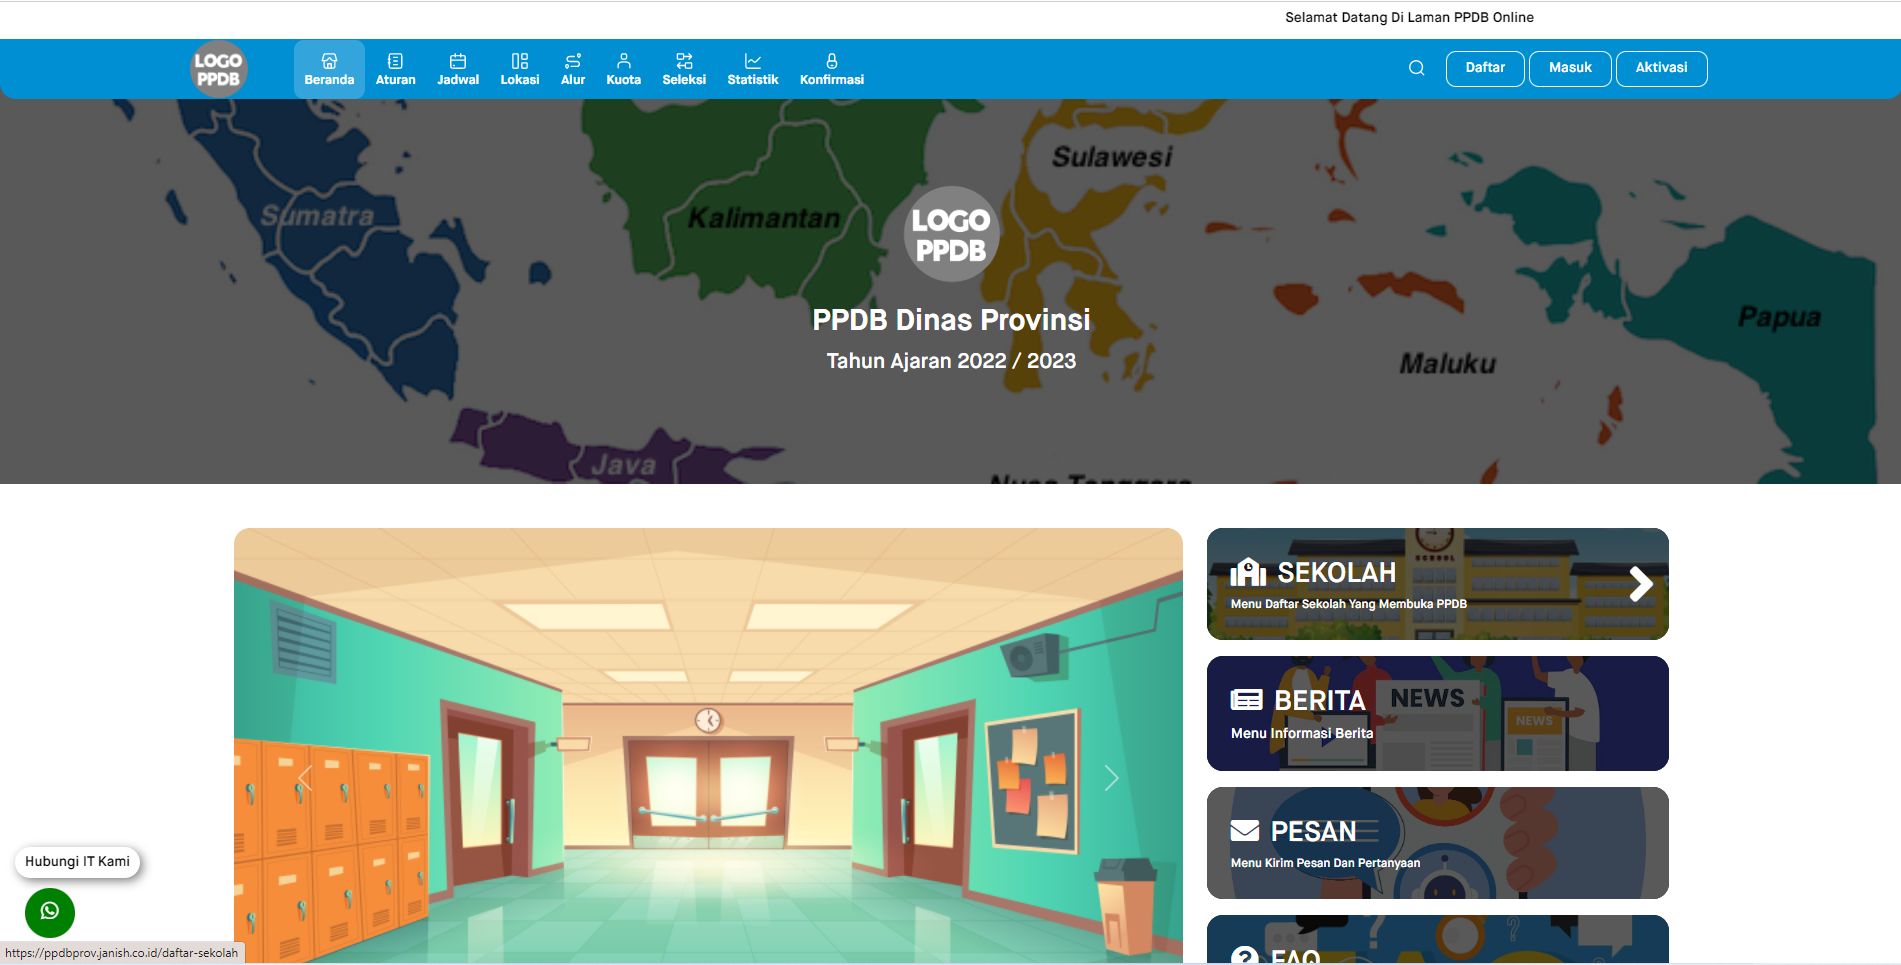 Selamat Datang Di Laman PPDB Online
LOGO
PPDB
Beranda
Aturan
Jadwal
Lokasi
Alur
Kuota
Seleksi
Statistik
Konfirmasi
Daftar
Masuk
Aktivasi
Sulawesi
Sumatra
Kalimantan
LOGO
PPDB
PPDB Dinas Provinsi
Papua
Tahun Ajaran 2022 / 2023
Maluku
Java
Nusa Tenggara
SCHOOL
SEKOLAH
Menu Daftar Sekolah Yang Membuka PPDB
NEWS
BERITA
NEWS
Menu Informasi Berita
PESAN
Menu Kirim Pesan Dan Pertanyaan
Hubungi IT Kami
https://ppdbprov.janish.co.id/daftar-sekolah
FAQ